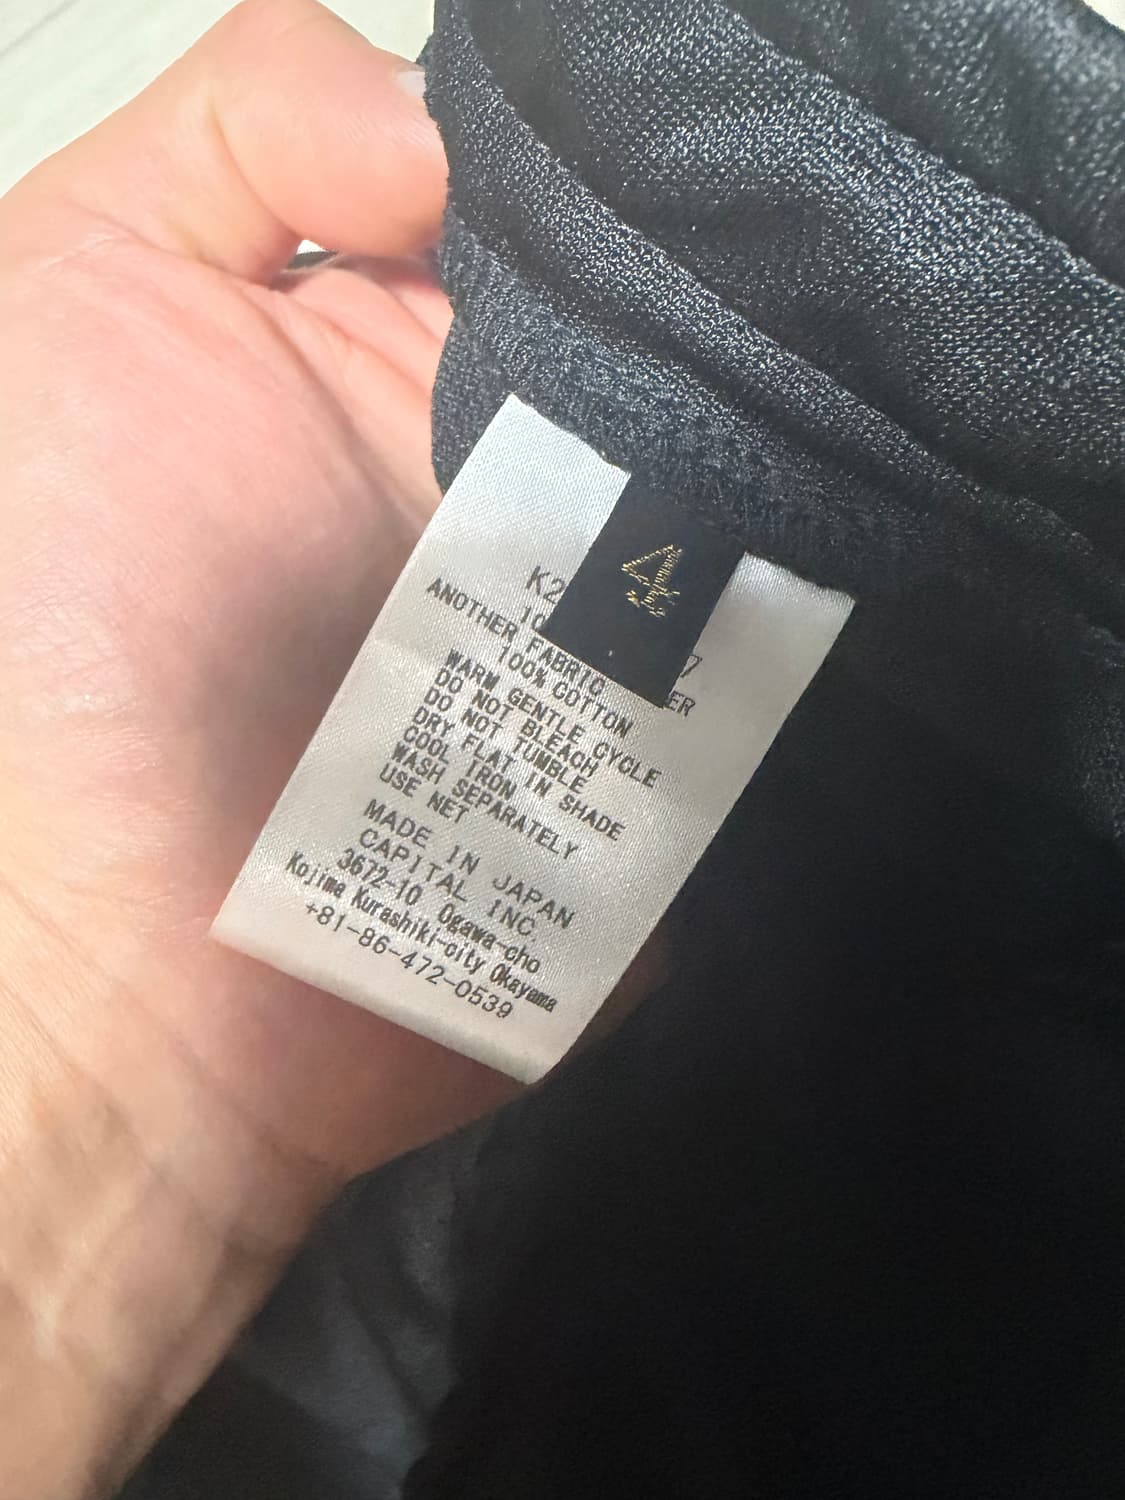 4
K2 7
10 ER
ANOTHER FABRIC
100% COTTON
WARM GENTLE CYCLE
DO NOT BLEACH
DO NOT TUMBLE
DRY FLAT IN SHADE
COOL IRON
WASH SEPARATELY
USE NET
MADE IN JAPAN
CAPITAL INC.
3672-10 Ogawa-cho
Kojima Kurashiki-city Okayama
+81-86-472-0539